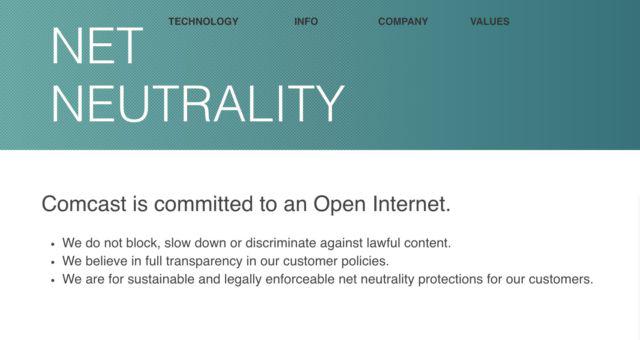 TECHNOLOGY INFO COMPANY VALUES
NET
NEUTRALITY
Comcast is committed to an Open Internet.
• We do not block, slow down or discriminate against lawful content.
• We believe in full transparency in our customer policies.
• We are for sustainable and legally enforceable net neutrality protections for our customers.